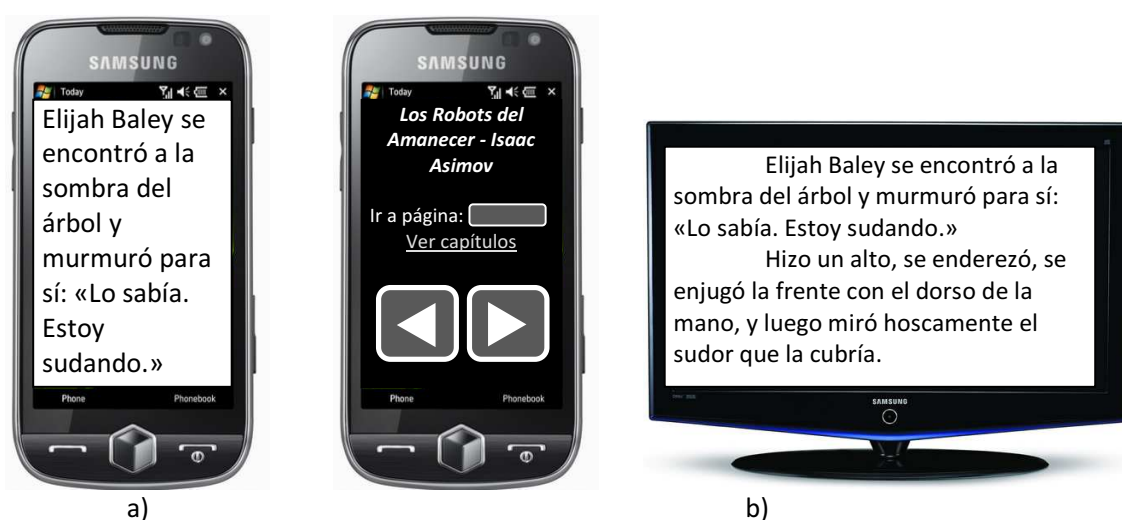 SAMSUNG
Today
Elijah Baley se
encontró a la
sombra del
árbol y
murmuró para
sí: «Lo sabía.
Estoy
sudando.»
Phone Phonebook
SAMSUNG
Today
Los Robots del
Amanecer - Isaac
Asimov
Ir a página:
Ver capítulos
Phone Phonebook
Elijah Baley se encontró a la
sombra del árbol y murmuró para sí:
«Lo sabía. Estoy sudando.»
Hizo un alto, se enderezó, se
enjugó la frente con el dorso de la
mano, y luego miró hoscamente el
sudor que la cubría.
SAMSUNG
a)
b)